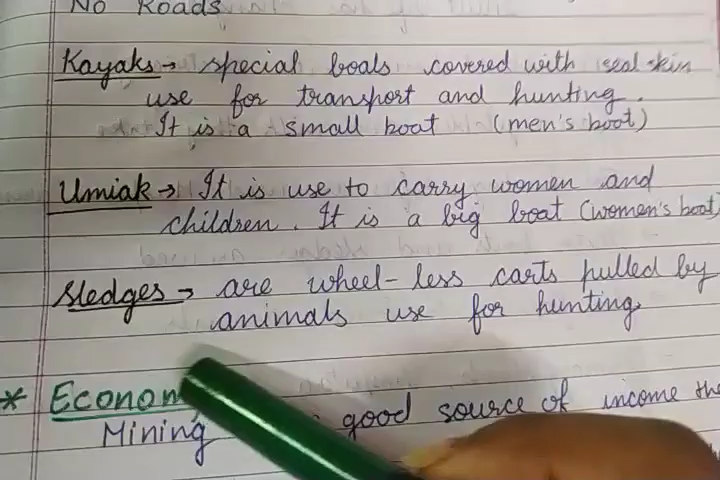 No Roads
Kayaks → special boats covered with seal skin
use for transport and hunting.
It is a small boat (men's boat)
Umiak → It is use to carry women and
children. It is a big boat (women's boat)
Sledges → are wheel-less carts pulled by
animals use for hunting.
* Econom
Mining good source of income the